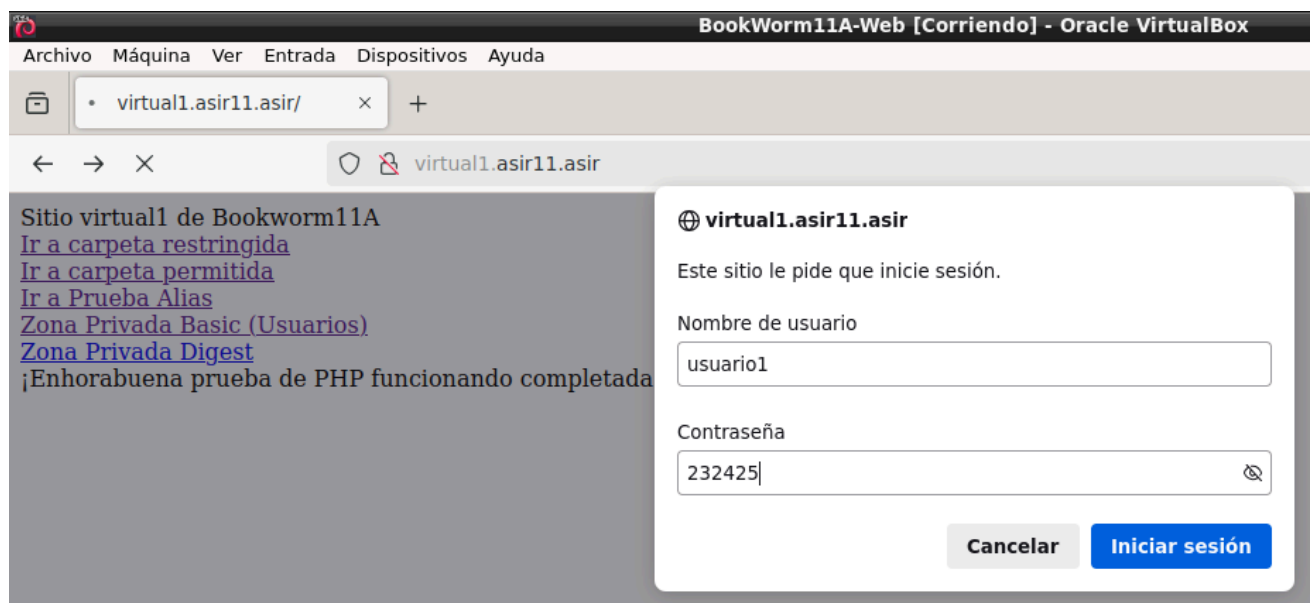 BookWorm11A-Web [Corriendo] - Oracle VirtualBox
Archivo Máquina Ver Entrada Dispositivos Ayuda
virtual1.asir11.asir/
virtual1.asir11.asir
Sitio virtual1 de Bookworm11A
Ir a carpeta restringida
Ir a carpeta permitida
Ir a Prueba Alias
Zona Privada Basic (Usuarios)
Zona Privada Digest
¡Enhorabuena prueba de PHP funcionando completada
virtual1.asir11.asir
Este sitio le pide que inicie sesión.
Nombre de usuario
usuario1
Contraseña
232425
Cancelar Iniciar sesión